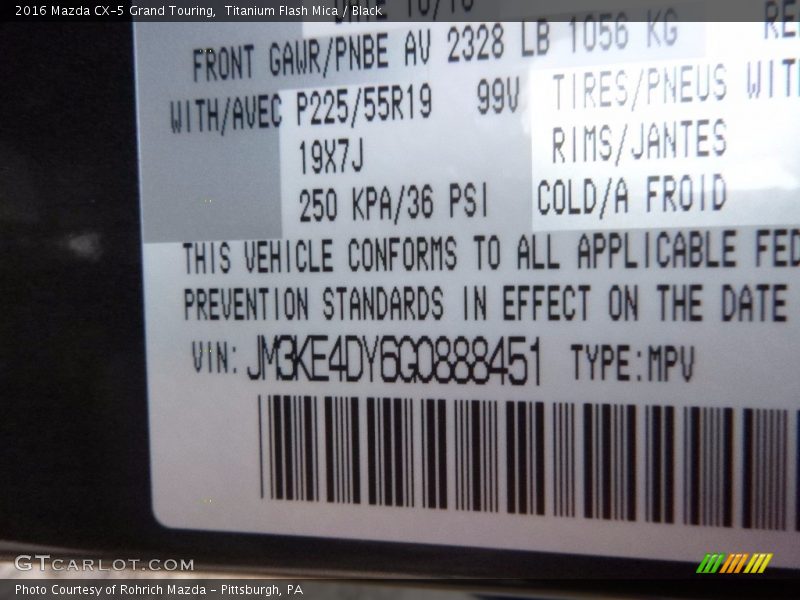 2016 Mazda CX-5 Grand Touring, Titanium Flash Mica / Black
FRONT GAWR/PNBE AV 2328 LB 1056 KG
WITH/AVEC P225/55R19 99V TIRES/PNEUS WITH
19X7J RIMS/JANTES
250 KPA/36 PSI COLD/A FROID
THIS VEHICLE CONFORMS TO ALL APPLICABLE FED
PREVENTION STANDARDS IN EFFECT ON THE DATE
VIN: JM3KE4DY6G0888451 TYPE:MPV
GTCARLOT.COM
Photo Courtesy of Rohrich Mazda - Pittsburgh, PA